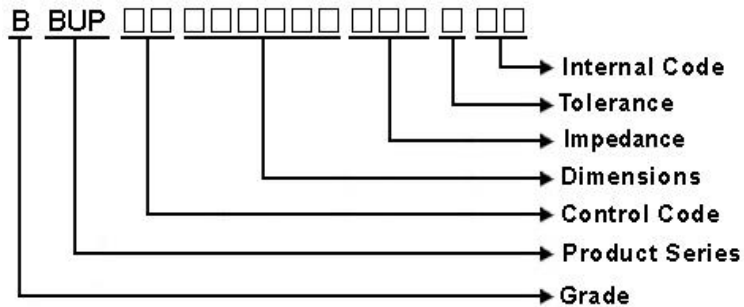 B BUP □□ □□□□□□ □□□ □ □□
Internal Code
Tolerance
Impedance
Dimensions
Control Code
Product Series
Grade